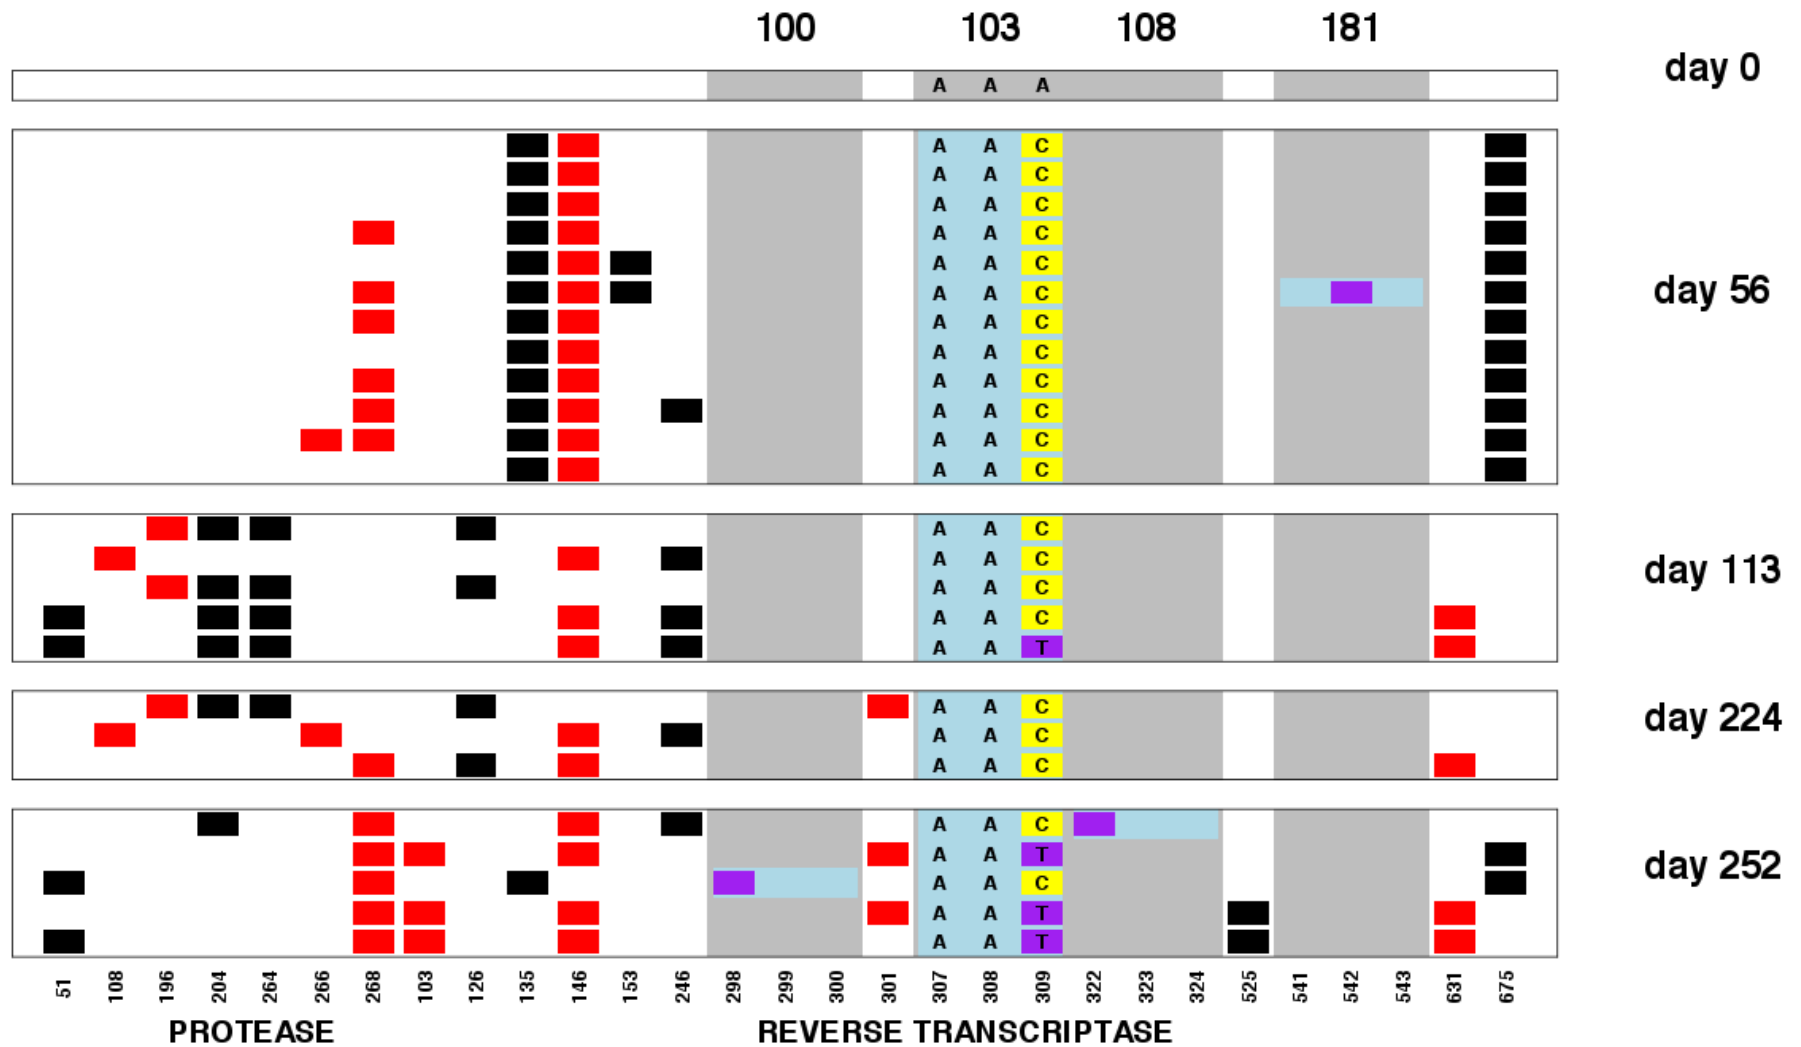 100 103 108 181
day 0
A A A
A A C
A A C
A A C
A A C
A A C
A A C
day 56
A A C
A A C
A A C
A A C
A A C
A A C
A A C
A A C
day 113
A A C
A A C
A A T
A A C
day 224
A A C
A A C
A A C
A A T
day 252
A A C
A A T
A A T
51 108 196 204 264 266 268 103 126 135 146 153 246 298 299 300 301 307 308 309 322 323 324 525 541 542 543 631 675
PROTEASE REVERSE TRANSCRIPTASE